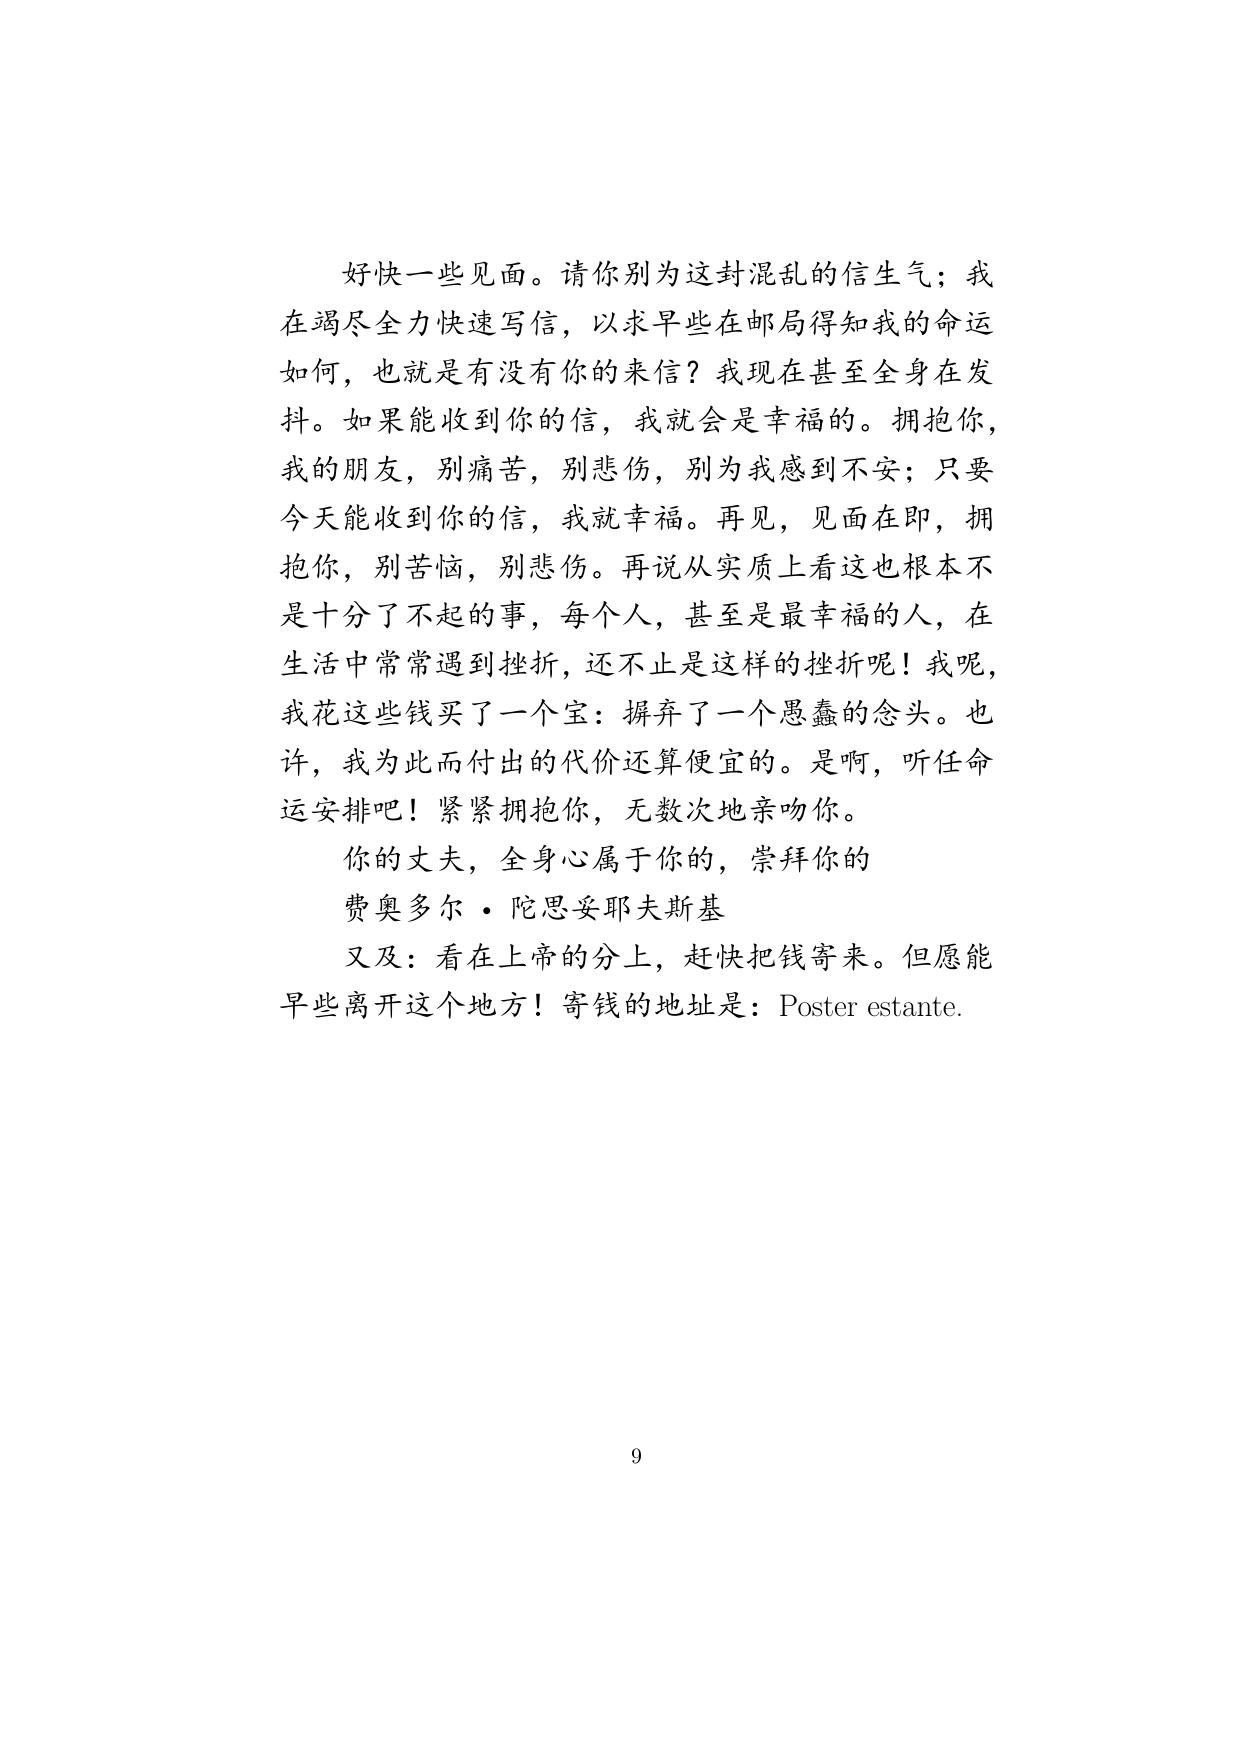 好快一些见面。请你别为这封混乱的信生气；我
在竭尽全力快速写信，以求早些在邮局得知我的命运
如何，也就是有没有你的来信？我现在甚至全身在发
抖。如果能收到你的信，我就会是幸福的。拥抱你，
我的朋友，别痛苦，别悲伤，别为我感到不安；只要
今天能收到你的信，我就幸福。再见，见面在即，拥
抱你，别苦恼，别悲伤。再说从实质上看这也根本不
是十分了不起的事，每个人，甚至是最幸福的人，在
生活中常常遇到挫折，还不止是这样的挫折呢！我呢，
我花这些钱买了一个宝：摒弃了一个愚蠢的念头。也
许，我为此而付出的代价还算便宜的。是啊，听任命
运安排吧！紧紧拥抱你，无数次地亲吻你。
你的丈夫，全身心属于你的，崇拜你的
费奥多尔·陀思妥耶夫斯基
又及：看在上帝的分上，赶快把钱寄来。但愿能
早些离开这个地方！寄钱的地址是：Poster estante.
9